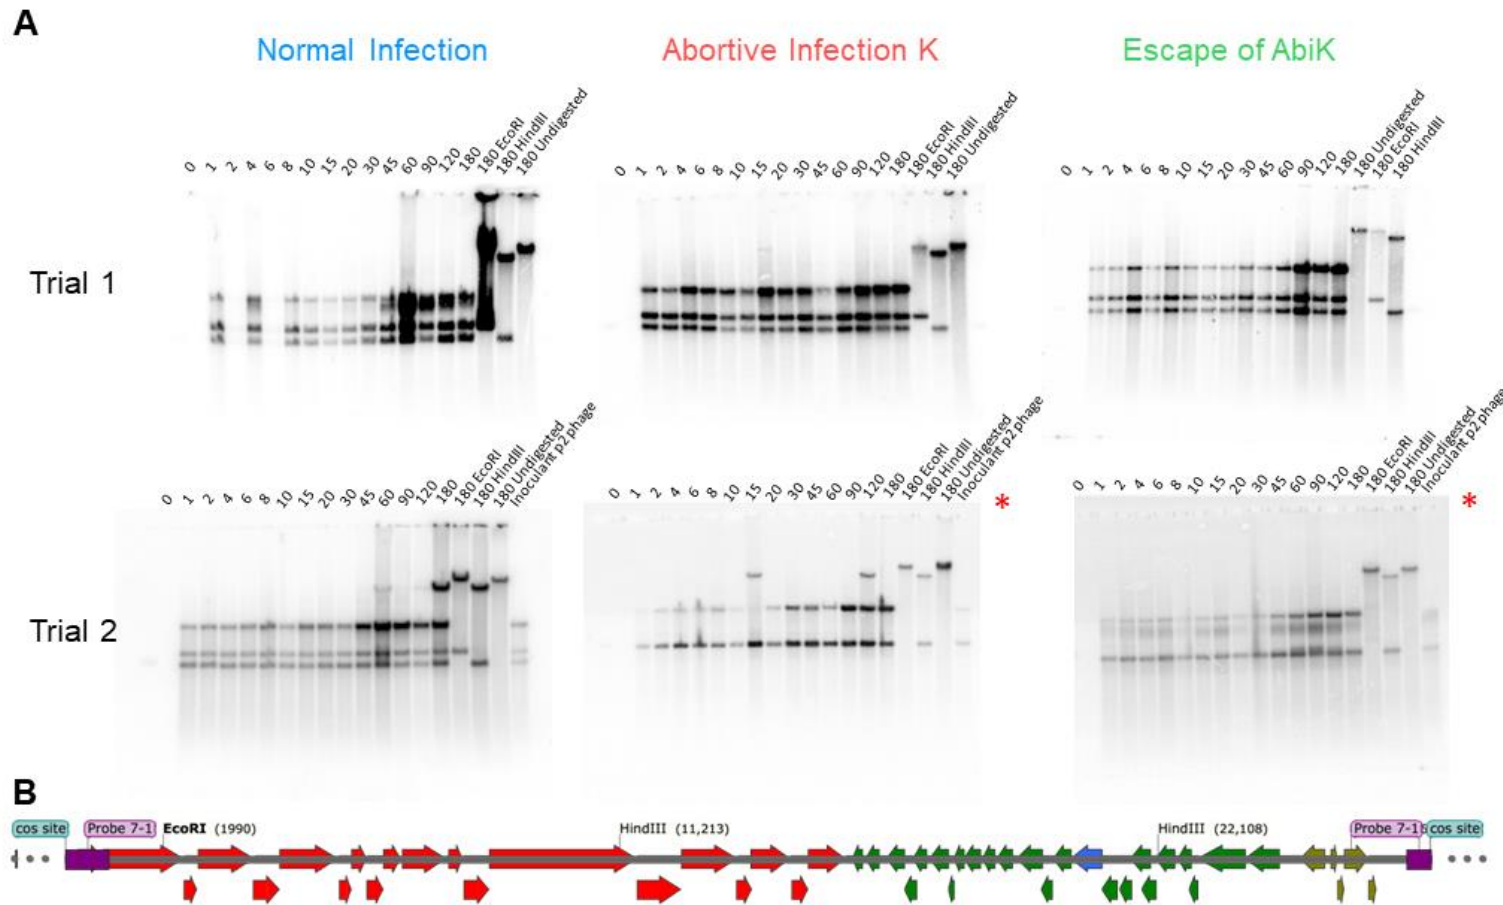 A
Normal Infection Abortive Infection K Escape of AbiK
0 1 2 4 6 8 10 15 20 30 45 60 90 120 180 180 EcoRI 180 HindIII 180 Undigested
0 1 2 4 6 8 10 15 20 30 45 60 90 120 180 180 EcoRI 180 HindIII 180 Undigested
0 1 2 4 6 8 10 15 20 30 45 60 90 120 180 180 Undigested 180 EcoRI 180 HindIII
Trial 1
0 1 2 4 6 8 10 15 20 30 45 60 90 120 180 180 EcoRI 180 HindIII 180 Undigested Inoculant p2 phage
0 1 2 4 6 8 10 15 20 30 45 60 90 120 180 180 EcoRI 180 HindIII 180 Undigested Inoculant p2 phage *
0 1 2 4 6 8 10 15 20 30 45 60 90 120 180 180 EcoRI 180 HindIII 180 Undigested Inoculant p2 phage *
Trial 2
B
cos site Probe 7-1 EcoRI (1990) HindIII (11,213) HindIII (22,108) Probe 7-1 cos site